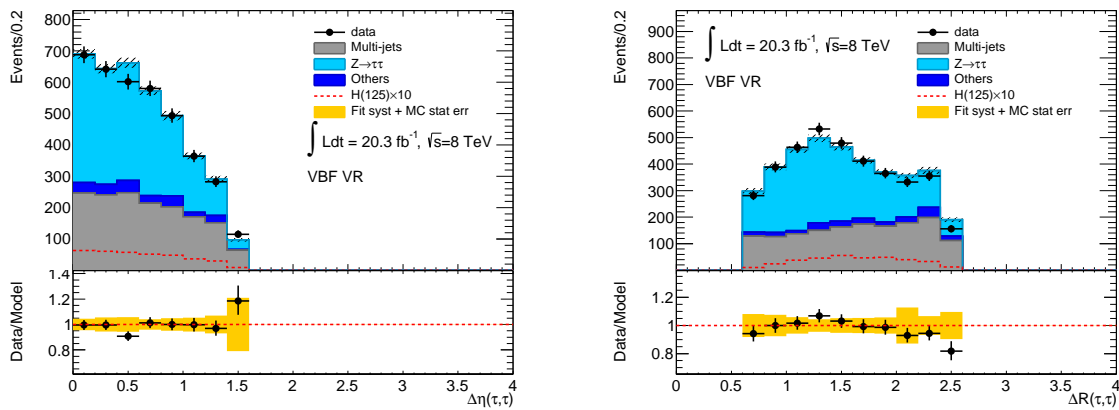 Events/0.2
800
700
600
500
400
300
200
100
data
Multi-jets
Z→ττ
Others
H(125)×10
Fit syst + MC stat err
∫ Ldt = 20.3 fb⁻¹, √s=8 TeV
VBF VR
Data/Model
1.4
1.2
1
0.8
0 0.5 1 1.5 2 2.5 3 3.5 4
Δη(τ,τ)
Events/0.2
900
800
700
600
500
400
300
200
100
∫ Ldt = 20.3 fb⁻¹, √s=8 TeV
VBF VR
data
Multi-jets
Z→ττ
Others
H(125)×10
Fit syst + MC stat err
Data/Model
1.2
1
0.8
0 0.5 1 1.5 2 2.5 3 3.5 4
ΔR(τ,τ)